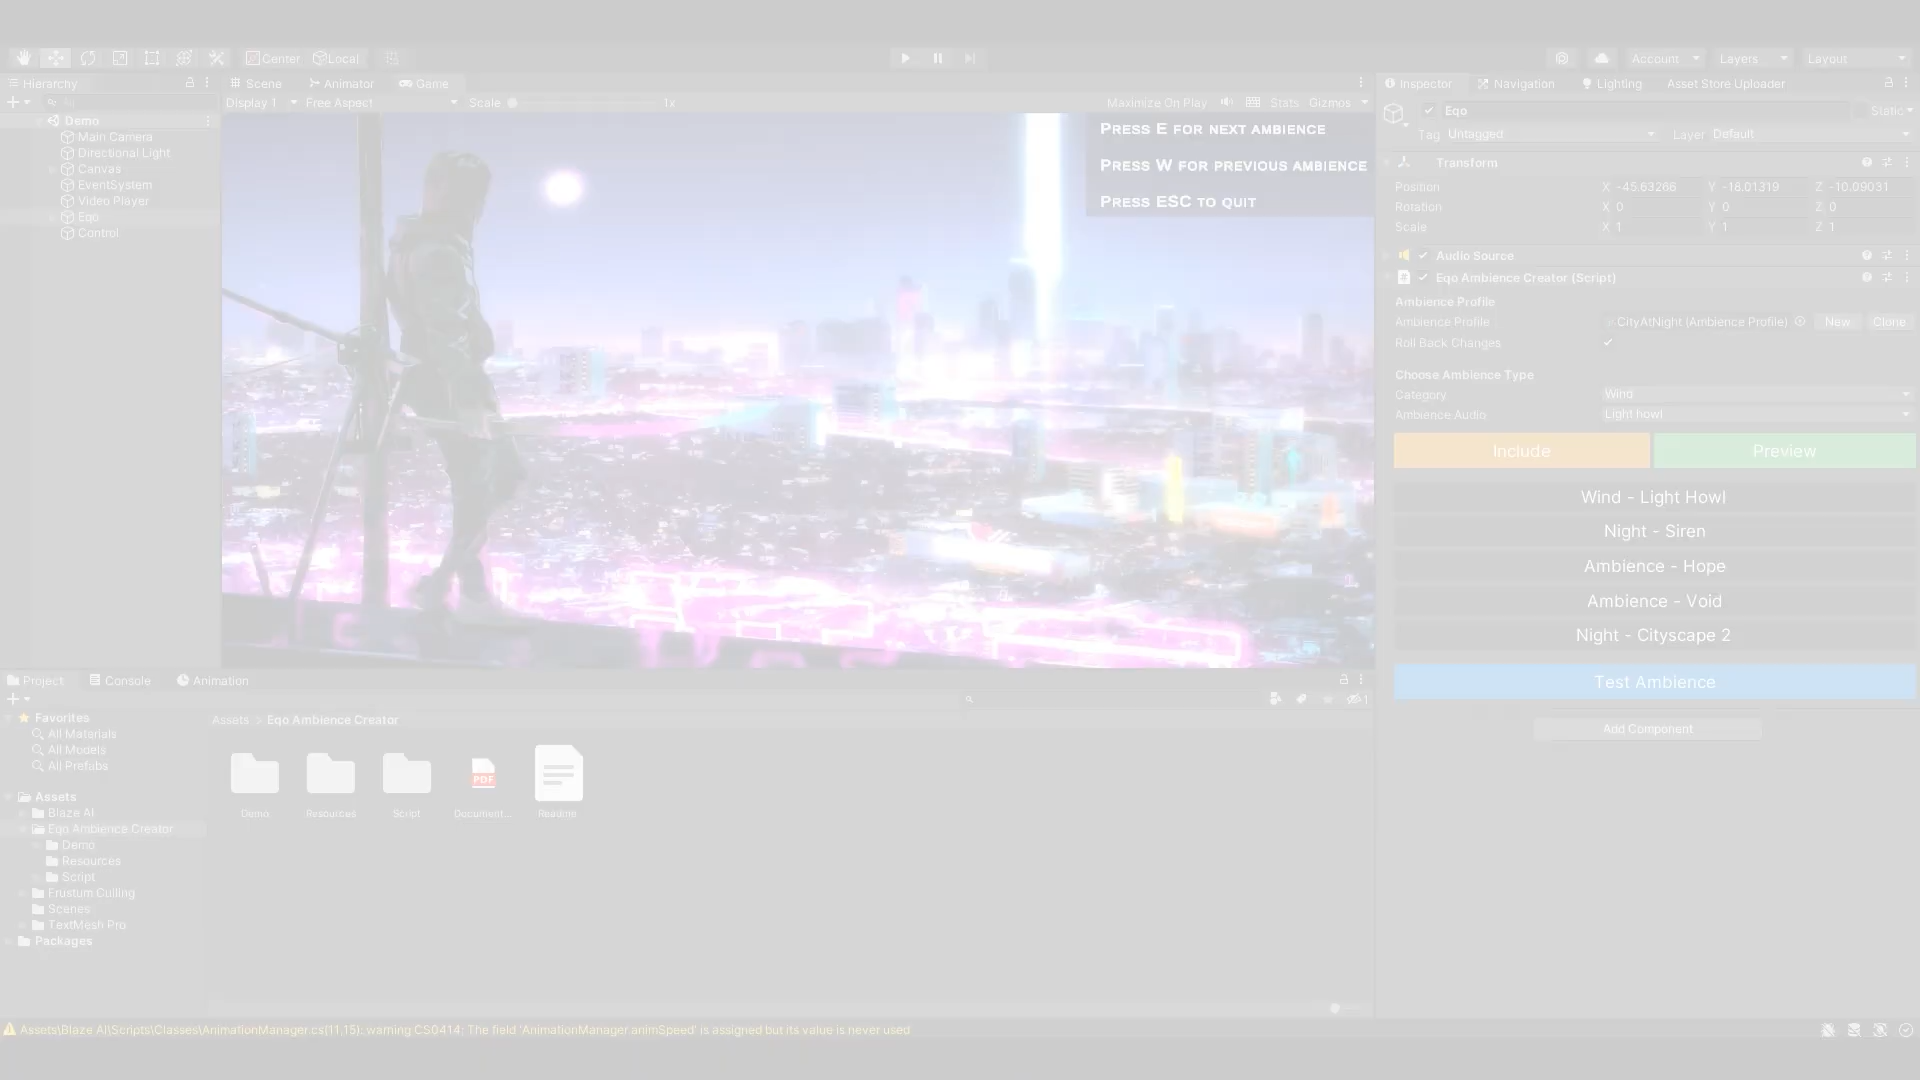 Center
Local
Account
Layers
Layout
Hierarchy
Demo
Main Camera
Directional Light
Canvas
EventSystem
Video Player
Eqo
Control
Scene
Animator
Game
Display 1
Free Aspect
Scale
1x
Maximize On Play
Stats
Gizmos
PRESS E FOR NEXT AMBIENCE
PRESS W FOR PREVIOUS AMBIENCE
PRESS ESC TO QUIT
Inspector
Navigation
Lighting
Asset Store Uploader
Eqo
Static
Tag Untagged
Layer Default
Transform
Position X -45.63266 Y -18.01319 Z -10.09031
Rotation X 0 Y 0 Z 0
Scale X 1 Y 1 Z 1
Audio Source
Eqo Ambience Creator (Script)
Ambience Profile
Ambience Profile CityAtNight (Ambience Profile) New Clone
Roll Back Changes
Choose Ambience Type
Category Wind
Ambience Audio Light howl
Include
Preview
Wind - Light Howl
Night - Siren
Ambience - Hope
Ambience - Void
Night - Cityscape 2
Test Ambience
Add Component
Project
Console
Animation
1
Favorites
All Materials
All Models
All Prefabs
Assets
Blaze AI
Eqo Ambience Creator
Demo
Resources
Script
Frustum Culling
Scenes
TextMesh Pro
Packages
Assets > Eqo Ambience Creator
PDF
Demo
Resources
Script
Document...
Readme
Assets\Blaze AI\Scripts\Classes\AnimationManager.cs(11,15): warning CS0414: The field 'AnimationManager.animSpeed' is assigned but its value is never used